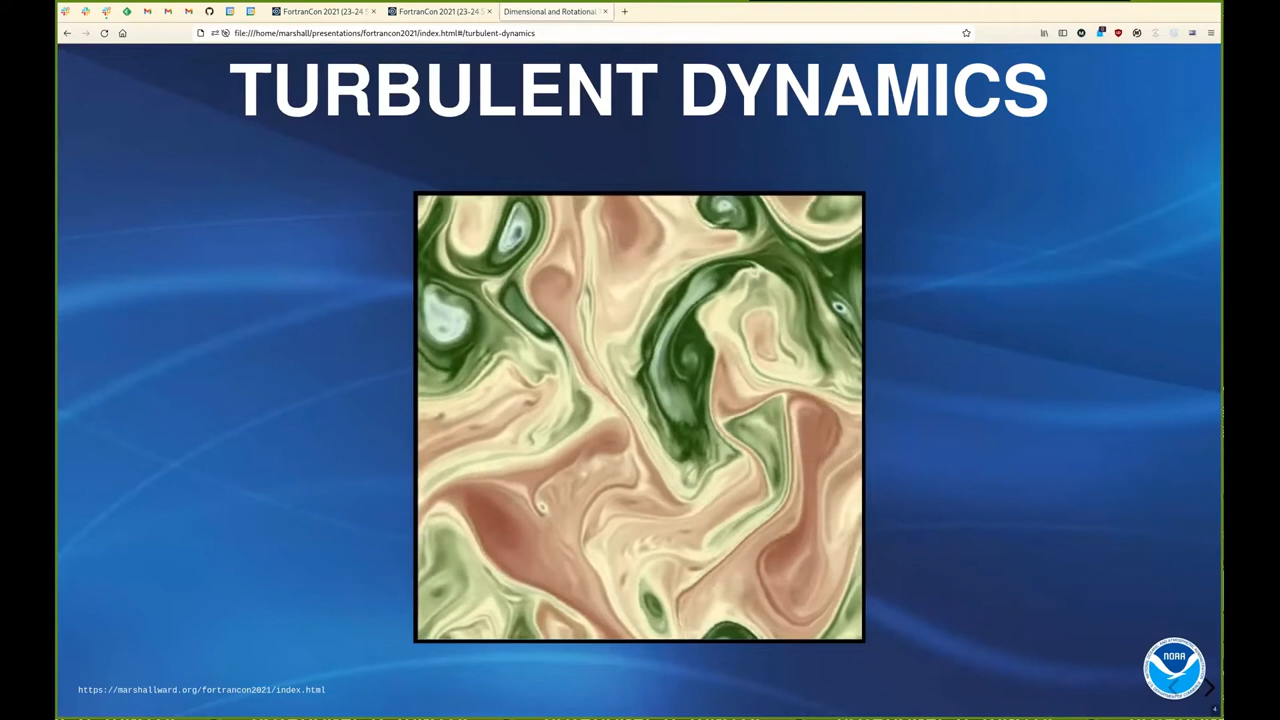 FortranCon 2021 (23-24 S
FortranCon 2021 (23-24 S
Dimensional and Rotational
file:///home/marshall/presentations/fortrancon2021/index.html#/turbulent-dynamics
TURBULENT DYNAMICS
NOAA
https://marshallward.org/fortrancon2021/index.html
4